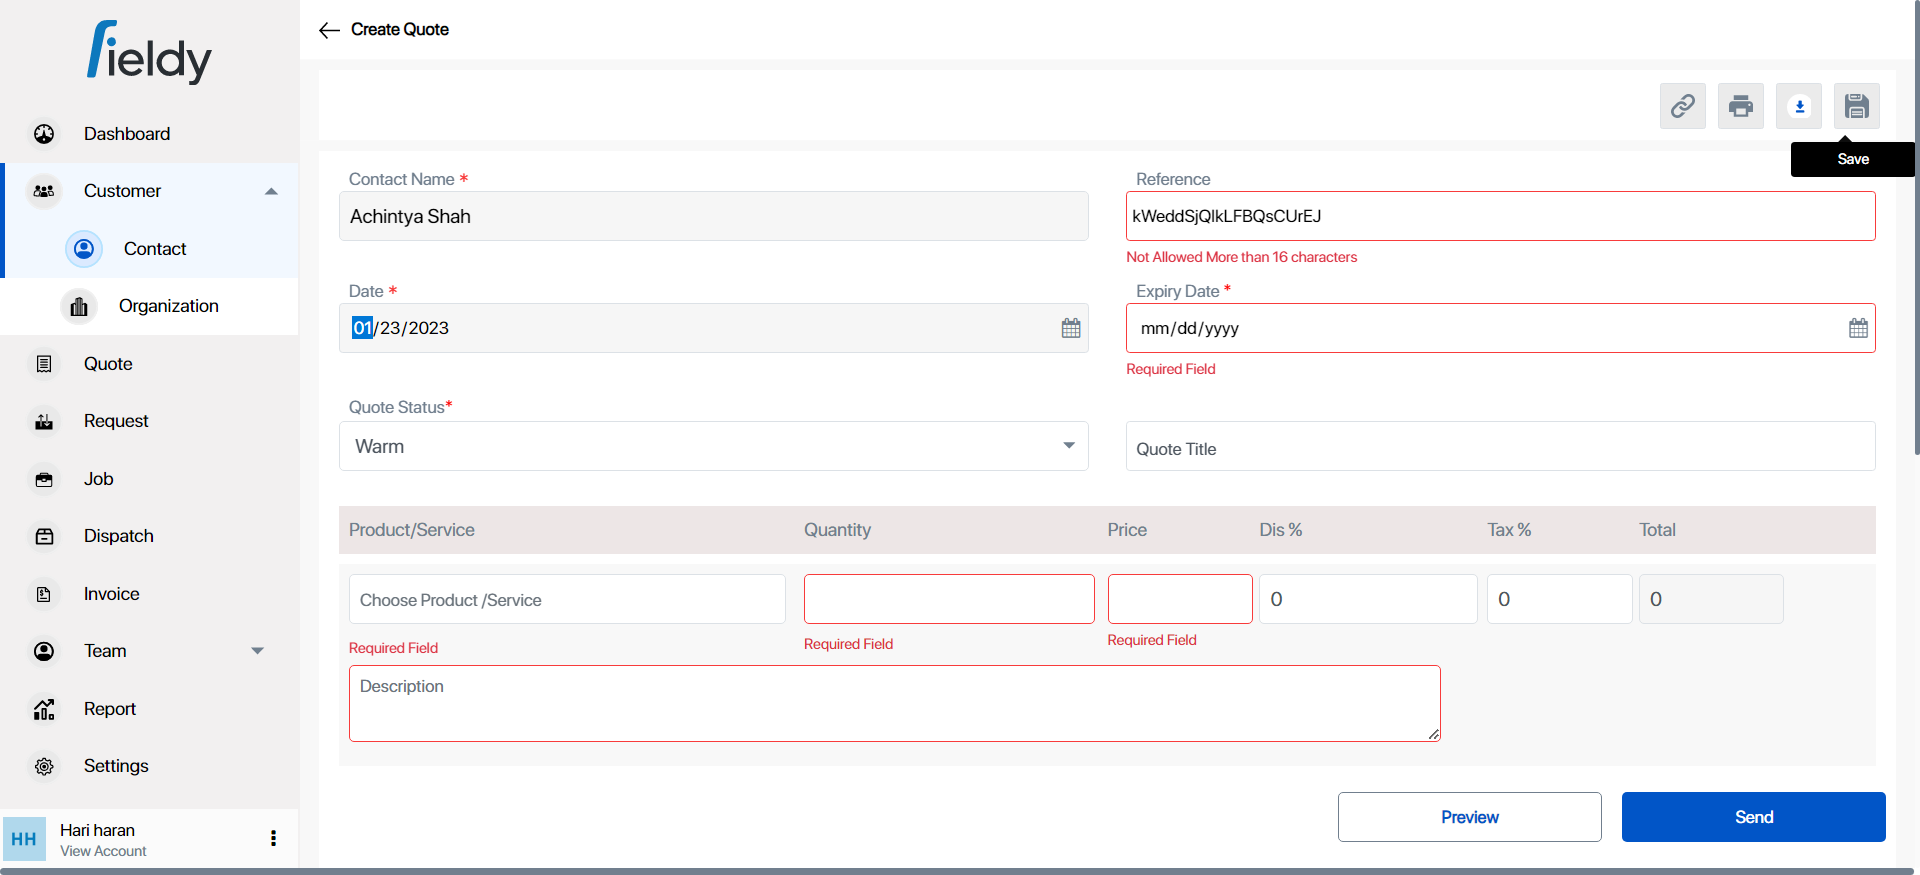 fieldy
Dashboard
Customer
Contact
Organization
Quote
Request
Job
Dispatch
Invoice
Team
Report
Settings
HH
Hari haran
View Account
Create Quote
Save
Contact Name *
Achintya Shah
Reference
kWeddSjQlkLFBQsCUrEJ
Not Allowed More than 16 characters
Date *
01/23/2023
Expiry Date *
mm/dd/yyyy
Required Field
Quote Status*
Warm
Quote Title
Product/Service Quantity Price Dis % Tax % Total
Choose Product /Service 0 0 0
Required Field Required Field Required Field
Description
Preview Send